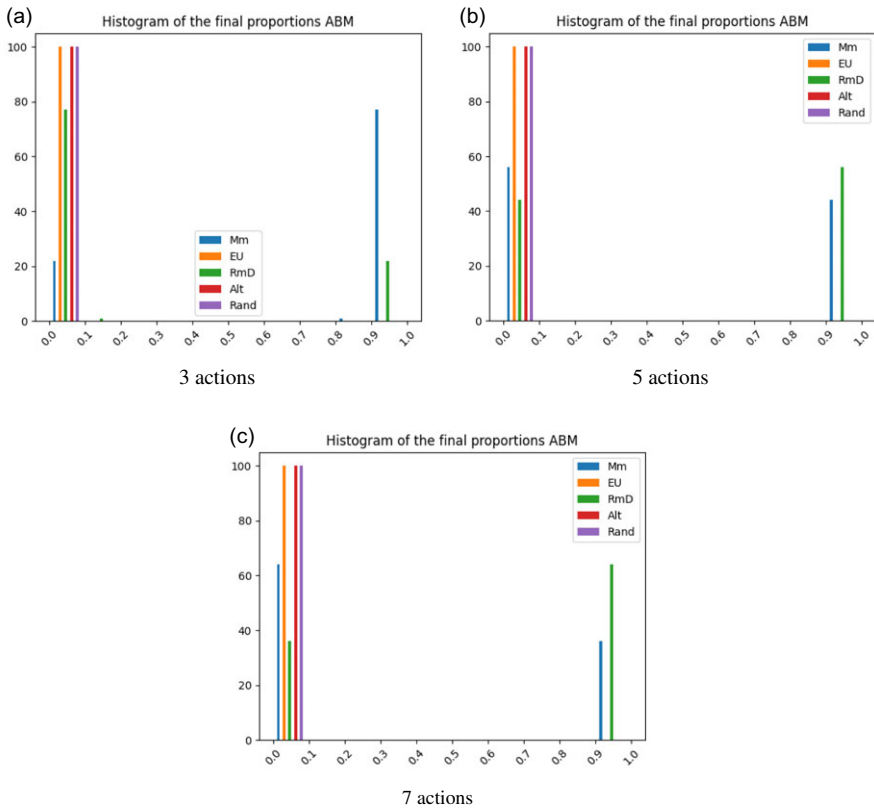 (a)
Histogram of the final proportions ABM
100
80
60
40
20
0
Mm
EU
RmD
Alt
Rand
0.0 0.1 0.2 0.3 0.4 0.5 0.6 0.7 0.8 0.9 1.0
3 actions
(b)
Histogram of the final proportions ABM
100
80
60
40
20
0
Mm
EU
RmD
Alt
Rand
0.0 0.1 0.2 0.3 0.4 0.5 0.6 0.7 0.8 0.9 1.0
5 actions
(c)
Histogram of the final proportions ABM
100
80
60
40
20
0
Mm
EU
RmD
Alt
Rand
0.0 0.1 0.2 0.3 0.4 0.5 0.6 0.7 0.8 0.9 1.0
7 actions